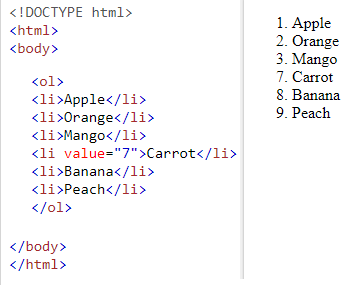 <!DOCTYPE html>
<html>
<body>
<ol>
<li>Apple</li>
<li>Orange</li>
<li>Mango</li>
<li value="7">Carrot</li>
<li>Banana</li>
<li>Peach</li>
</ol>
</body>
</html>
1. Apple
2. Orange
3. Mango
7. Carrot
8. Banana
9. Peach